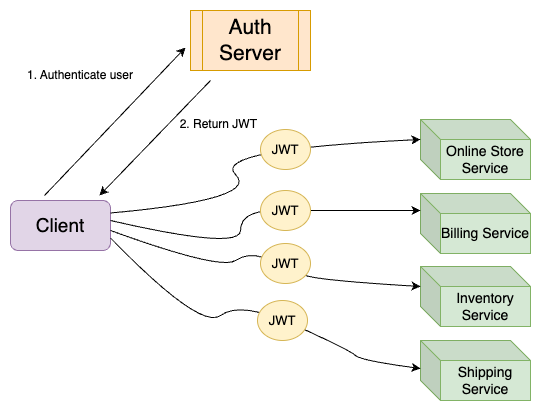 Auth
Server
1. Authenticate user
2. Return JWT
JWT
Online Store
Service
Client
JWT
Billing Service
JWT
Inventory
Service
JWT
Shipping
Service